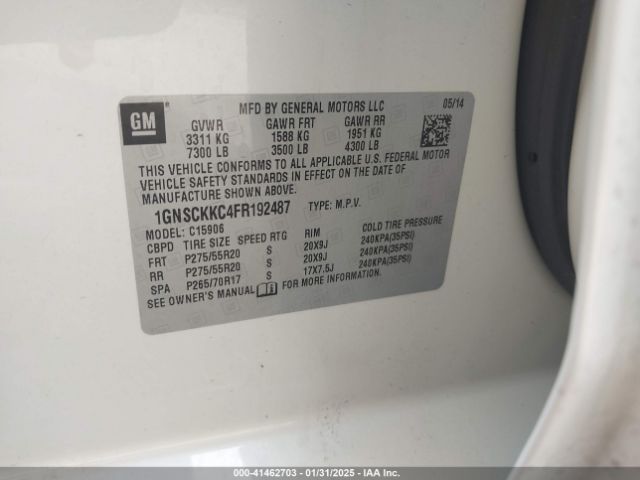 GM
MFD BY GENERAL MOTORS LLC 05/14
GVWR GAWR FRT GAWR RR
3311 KG 1588 KG 1951 KG
7300 LB 3500 LB 4300 LB
THIS VEHICLE CONFORMS TO ALL APPLICABLE U.S. FEDERAL MOTOR
VEHICLE SAFETY STANDARDS IN EFFECT ON THE DATE OF
MANUFACTURE SHOWN ABOVE.
1GNSCKKC4FR192487 TYPE: M.P.V.
MODEL: C15906
CBPD TIRE SIZE SPEED RTG RIM COLD TIRE PRESSURE
FRT P275/55R20 S 20X9J 240KPA(35PSI)
RR P275/55R20 S 20X9J 240KPA(35PSI)
SPA P265/70R17 S 17X7.5J 240KPA(35PSI)
SEE OWNER'S MANUAL FOR MORE INFORMATION.
000-41462703 / 01/31/2025 / IAA Inc.